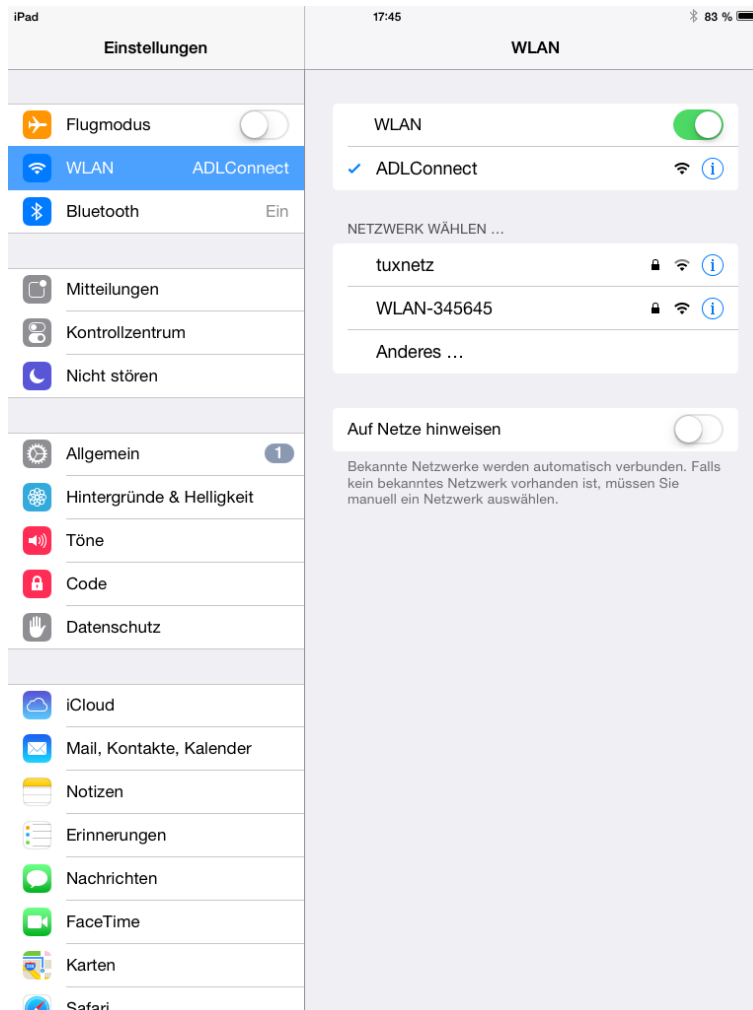 iPad
17:45
83 %
Einstellungen
WLAN
Flugmodus
WLAN ADLConnect
Bluetooth Ein
Mitteilungen
Kontrollzentrum
Nicht stören
Allgemein 1
Hintergründe & Helligkeit
Töne
Code
Datenschutz
iCloud
Mail, Kontakte, Kalender
Notizen
Erinnerungen
Nachrichten
FaceTime
Karten
Safari
WLAN
ADLConnect
NETZWERK WÄHLEN ...
tuxnetz
WLAN-345645
Anderes ...
Auf Netze hinweisen
Bekannte Netzwerke werden automatisch verbunden. Falls
kein bekanntes Netzwerk vorhanden ist, müssen Sie
manuell ein Netzwerk auswählen.